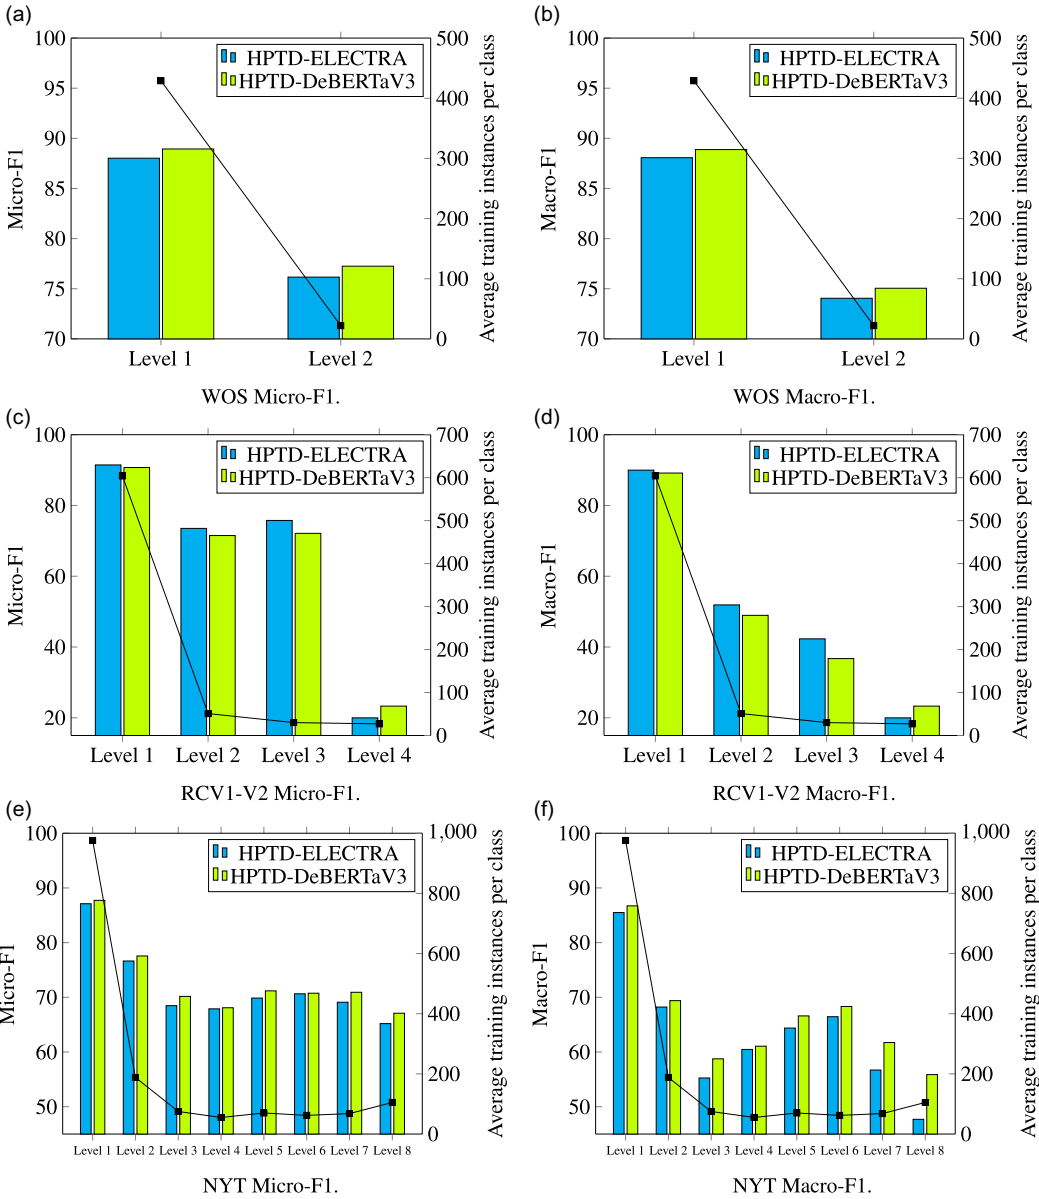 (a)
100
95
90
85
80
75
70
Micro-F1
HPTD-ELECTRA
HPTD-DeBERTaV3
500
400
300
200
100
0
Average training instances per class
Level 1 Level 2
WOS Micro-F1.
(b)
100
95
90
85
80
75
70
Macro-F1
HPTD-ELECTRA
HPTD-DeBERTaV3
500
400
300
200
100
0
Average training instances per class
Level 1 Level 2
WOS Macro-F1.
(c)
100
80
60
40
20
Micro-F1
HPTD-ELECTRA
HPTD-DeBERTaV3
700
600
500
400
300
200
100
0
Average training instances per class
Level 1 Level 2 Level 3 Level 4
RCV1-V2 Micro-F1.
(d)
100
80
60
40
20
Macro-F1
HPTD-ELECTRA
HPTD-DeBERTaV3
700
600
500
400
300
200
100
0
Average training instances per class
Level 1 Level 2 Level 3 Level 4
RCV1-V2 Macro-F1.
(e)
100
90
80
70
60
50
Micro-F1
HPTD-ELECTRA
HPTD-DeBERTaV3
1,000
800
600
400
200
0
Average training instances per class
Level 1 Level 2 Level 3 Level 4 Level 5 Level 6 Level 7 Level 8
NYT Micro-F1.
(f)
100
90
80
70
60
50
Macro-F1
HPTD-ELECTRA
HPTD-DeBERTaV3
1,000
800
600
400
200
0
Average training instances per class
Level 1 Level 2 Level 3 Level 4 Level 5 Level 6 Level 7 Level 8
NYT Macro-F1.